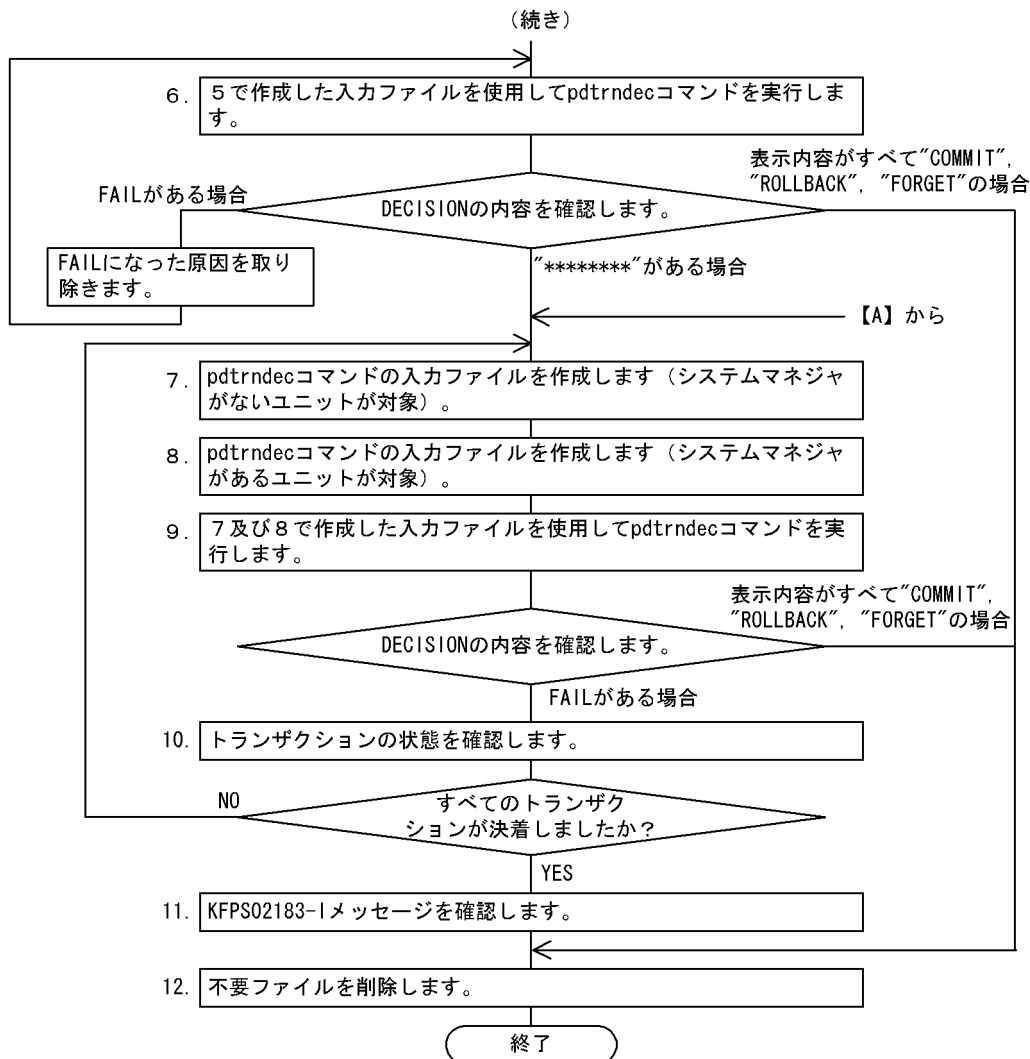 （続き）
6. 5で作成した入力ファイルを使用してpdtrndecコマンドを実行しま
す。
表示内容がすべて"COMMIT",
"ROLLBACK", "FORGET"の場合
FAILがある場合
DECISIONの内容を確認します。
FAILになった原因を取り
除きます。
"********"がある場合
【A】から
7. pdtrndecコマンドの入力ファイルを作成します（システムマネジャ
がないユニットが対象）。
8. pdtrndecコマンドの入力ファイルを作成します（システムマネジャ
があるユニットが対象）。
9. 7及び8で作成した入力ファイルを使用してpdtrndecコマンドを実
行します。
表示内容がすべて"COMMIT",
"ROLLBACK", "FORGET"の場合
DECISIONの内容を確認します。
FAILがある場合
10. トランザクションの状態を確認します。
NO
すべてのトランザク
ションが決着しましたか？
YES
11. KFPS02183-Iメッセージを確認します。
12. 不要ファイルを削除します。
終了